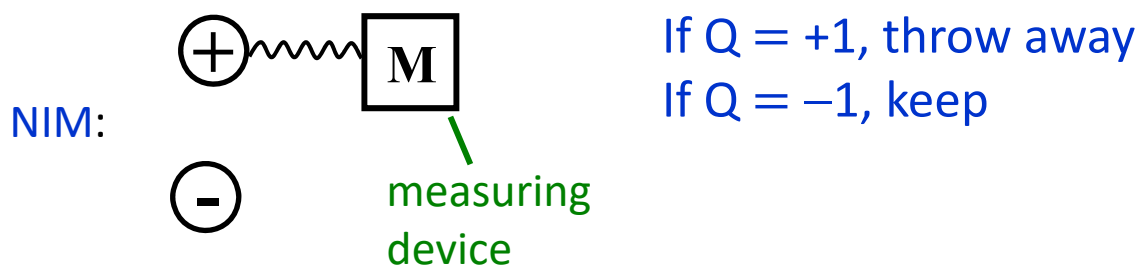 +
M
If Q = +1, throw away
If Q = −1, keep
NIM:
-
measuring
device